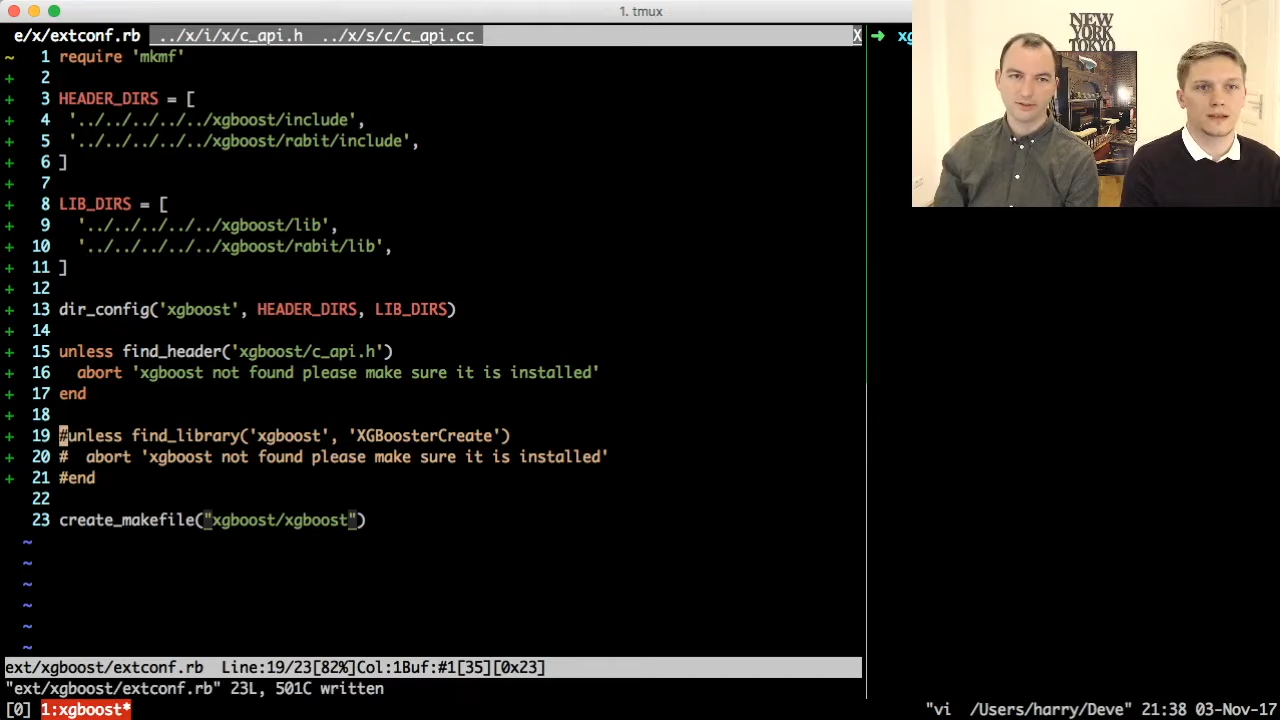 1. tmux
e/x/extconf.rb ../x/i/x/c_api.h ../x/s/c/c_api.cc X
➜ xg
NEW
YORK
TOKYO
~ 1 require 'mkmf'
+ 2
+ 3 HEADER_DIRS = [
+ 4 '../../../../../xgboost/include',
+ 5 '../../../../../xgboost/rabit/include',
+ 6 ]
+ 7
+ 8 LIB_DIRS = [
+ 9 '../../../../../xgboost/lib',
+ 10 '../../../../../xgboost/rabit/lib',
+ 11 ]
+ 12
+ 13 dir_config('xgboost', HEADER_DIRS, LIB_DIRS)
+ 14
+ 15 unless find_header('xgboost/c_api.h')
+ 16 abort 'xgboost not found please make sure it is installed'
+ 17 end
+ 18
+ 19 #unless find_library('xgboost', 'XGBoosterCreate')
+ 20 # abort 'xgboost not found please make sure it is installed'
+ 21 #end
22
23 create_makefile("xgboost/xgboost")
~
~
~
~
~
~
ext/xgboost/extconf.rb Line:19/23[82%]Col:1Buf:#1[35][0x23]
"ext/xgboost/extconf.rb" 23L, 501C written
[0] 1:xgboost* "vi /Users/harry/Deve" 21:38 03-Nov-17